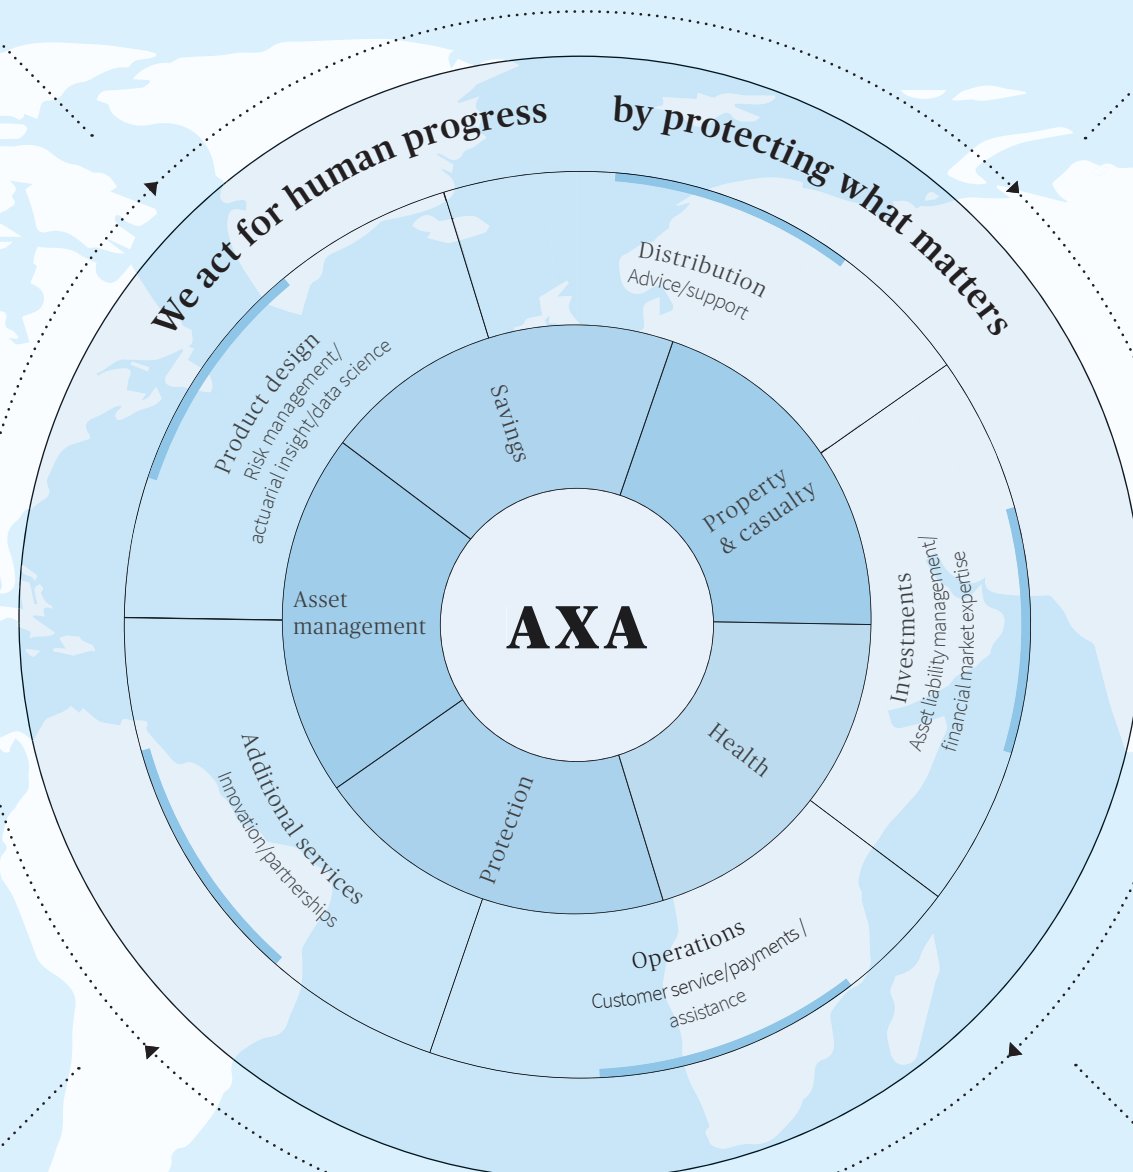 We act for human progress
by protecting what matters
Distribution
Advice/support
Investments
Asset liability management/
financial market expertise
Operations
Customer service/payments /
assistance
Additional services
Innovation/partnerships
Product design
Risk management/
actuarial insight/data science
Savings
Property
& casualty
Health
Protection
Asset
management
AXA